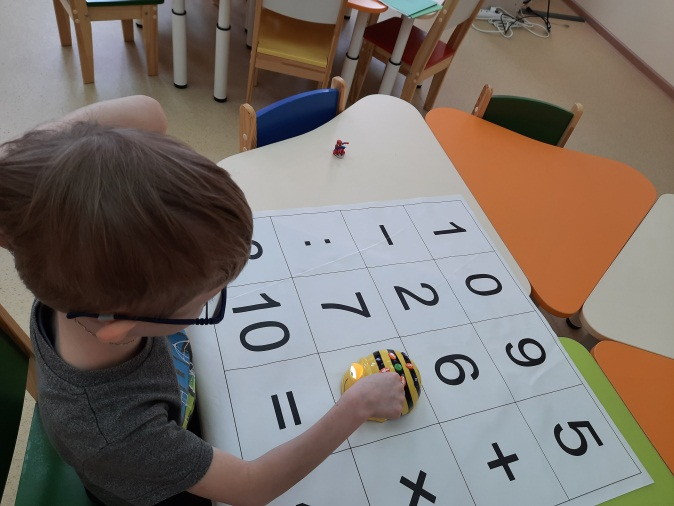 1 0 9 5
− 2 6 +
: 7 ×
10 =